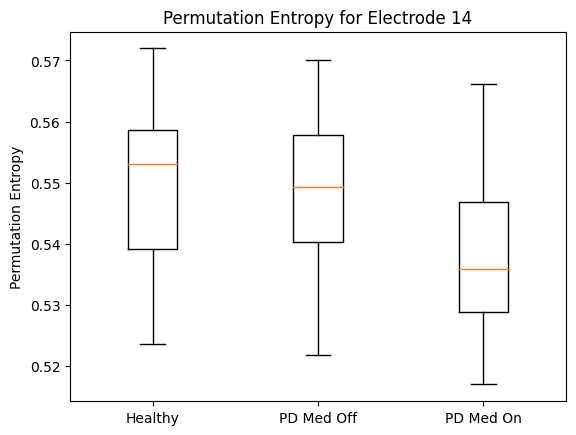 Permutation Entropy for Electrode 14
Permutation Entropy
0.57
0.56
0.55
0.54
0.53
0.52
Healthy
PD Med Off
PD Med On